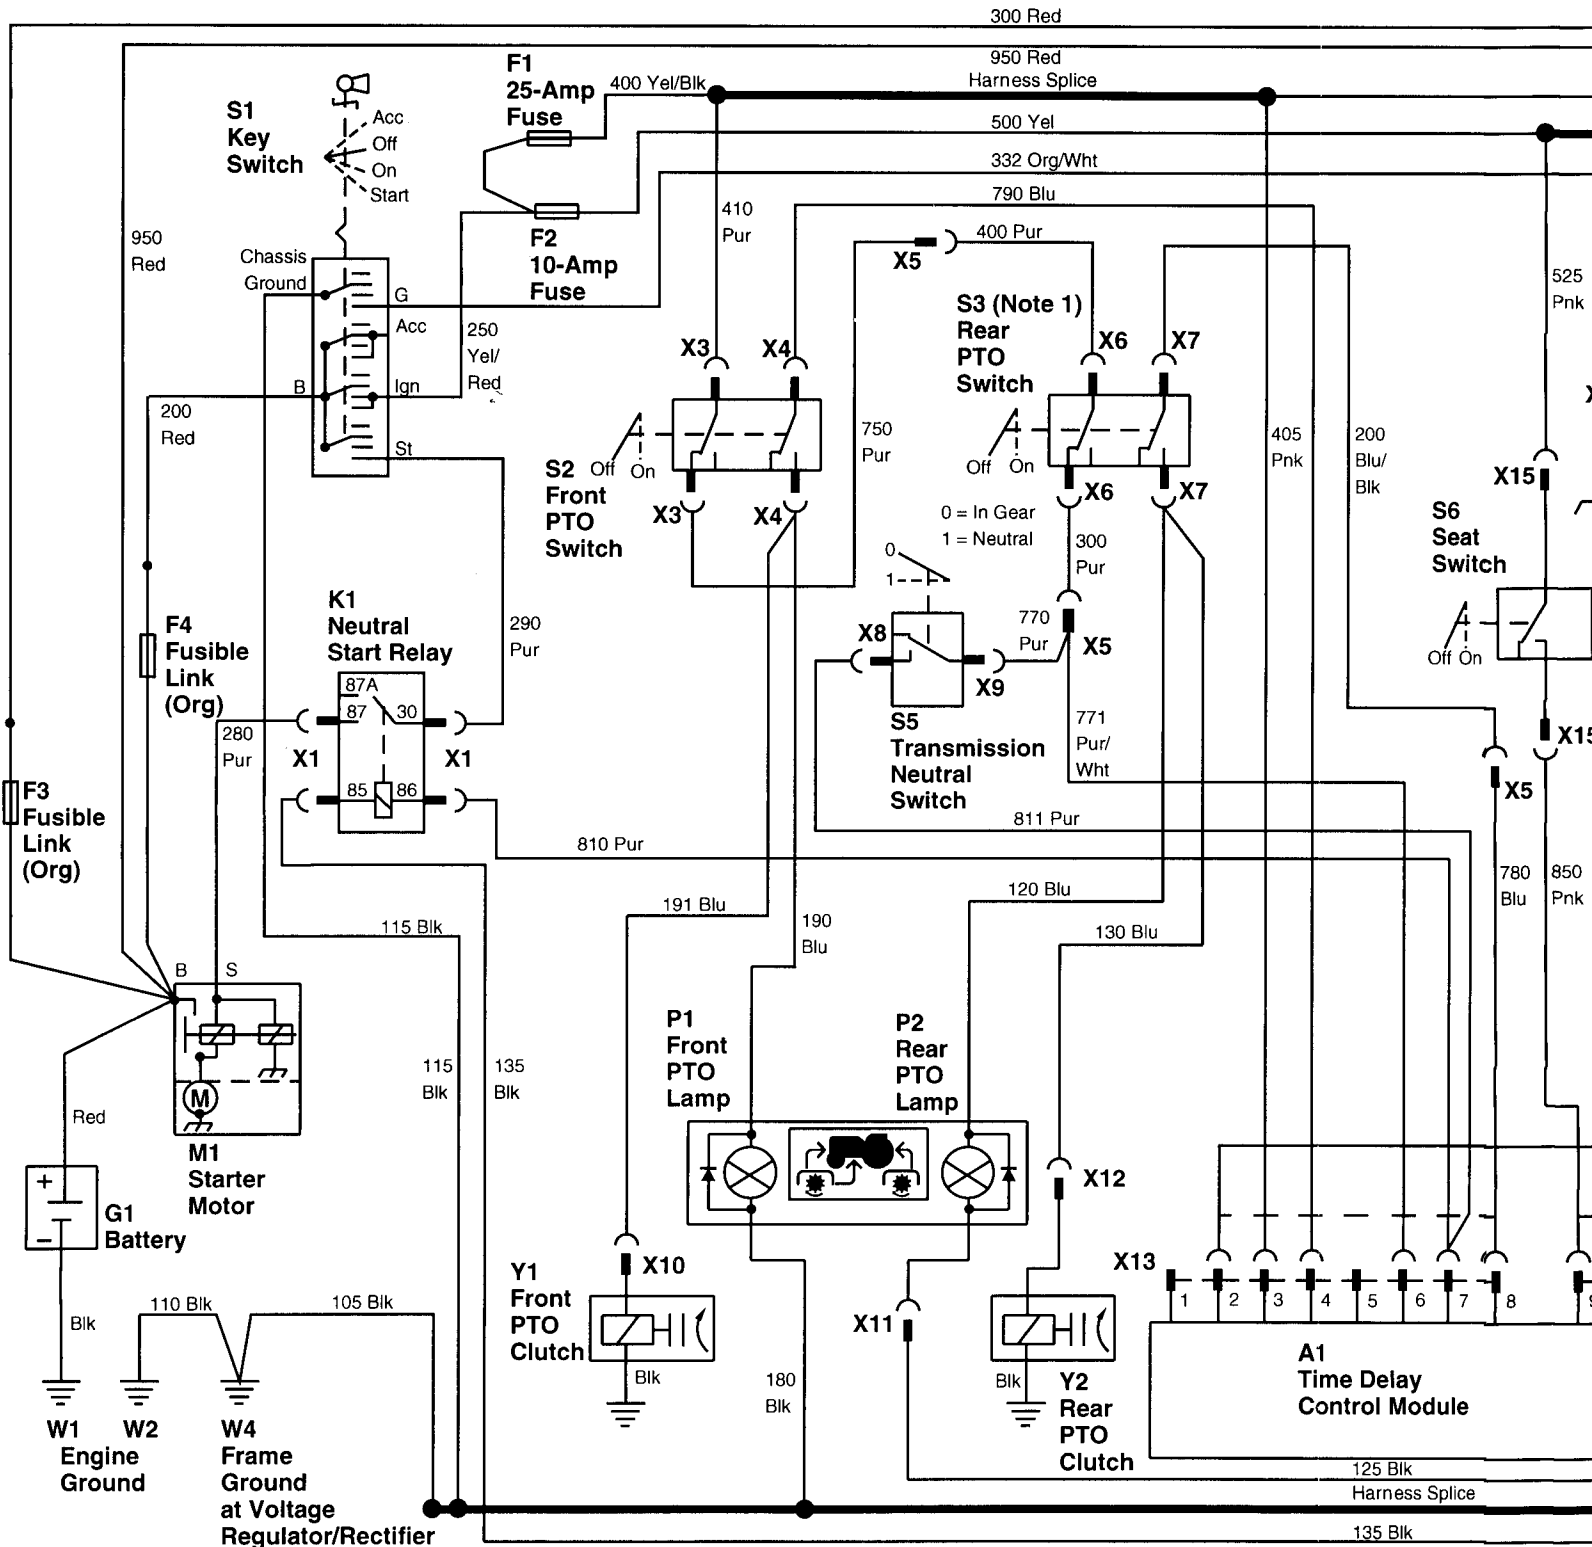 300 Red
950 Red
Harness Splice
F1
25-Amp
Fuse
400 Yel/Blk
S1
Key
Switch
Acc
Off
On
Start
500 Yel
332 Org/Wht
790 Blu
950
Red
410
Pur
F2
10-Amp
Fuse
400 Pur
X5
Chassis
Ground
G
Acc
B
Ign
St
250
Yel/
Red
200
Red
525
Pnk
S3 (Note 1)
Rear
PTO
Switch
X3
X4
X6
X7
Off
On
S2
Front
PTO
Switch
X3
X4
750
Pur
Off
On
X6
X7
405
Pnk
200
Blu/
Blk
X15
S6
Seat
Switch
Off
On
0 = In Gear
1 = Neutral
0
1
300
Pur
F4
Fusible
Link
(Org)
K1
Neutral
Start Relay
290
Pur
87A
87
30
X1
X1
85
86
280
Pur
X8
770
Pur
X5
X9
S5
Transmission
Neutral
Switch
771
Pur/
Wht
X15
X5
F3
Fusible
Link
(Org)
811 Pur
810 Pur
780
Blu
850
Pnk
120 Blu
191 Blu
190
Blu
130 Blu
115 Blk
B
S
115
Blk
135
Blk
P1
Front
PTO
Lamp
P2
Rear
PTO
Lamp
Red
M
M1
Starter
Motor
+
−
G1
Battery
X12
X10
X13
Y1
Front
PTO
Clutch
X11
1
2
3
4
5
6
7
8
9
110 Blk
105 Blk
Blk
Blk
180
Blk
Blk
Y2
Rear
PTO
Clutch
A1
Time Delay
Control Module
W1
W2
Engine
Ground
W4
Frame
Ground
at Voltage
Regulator/Rectifier
125 Blk
Harness Splice
135 Blk